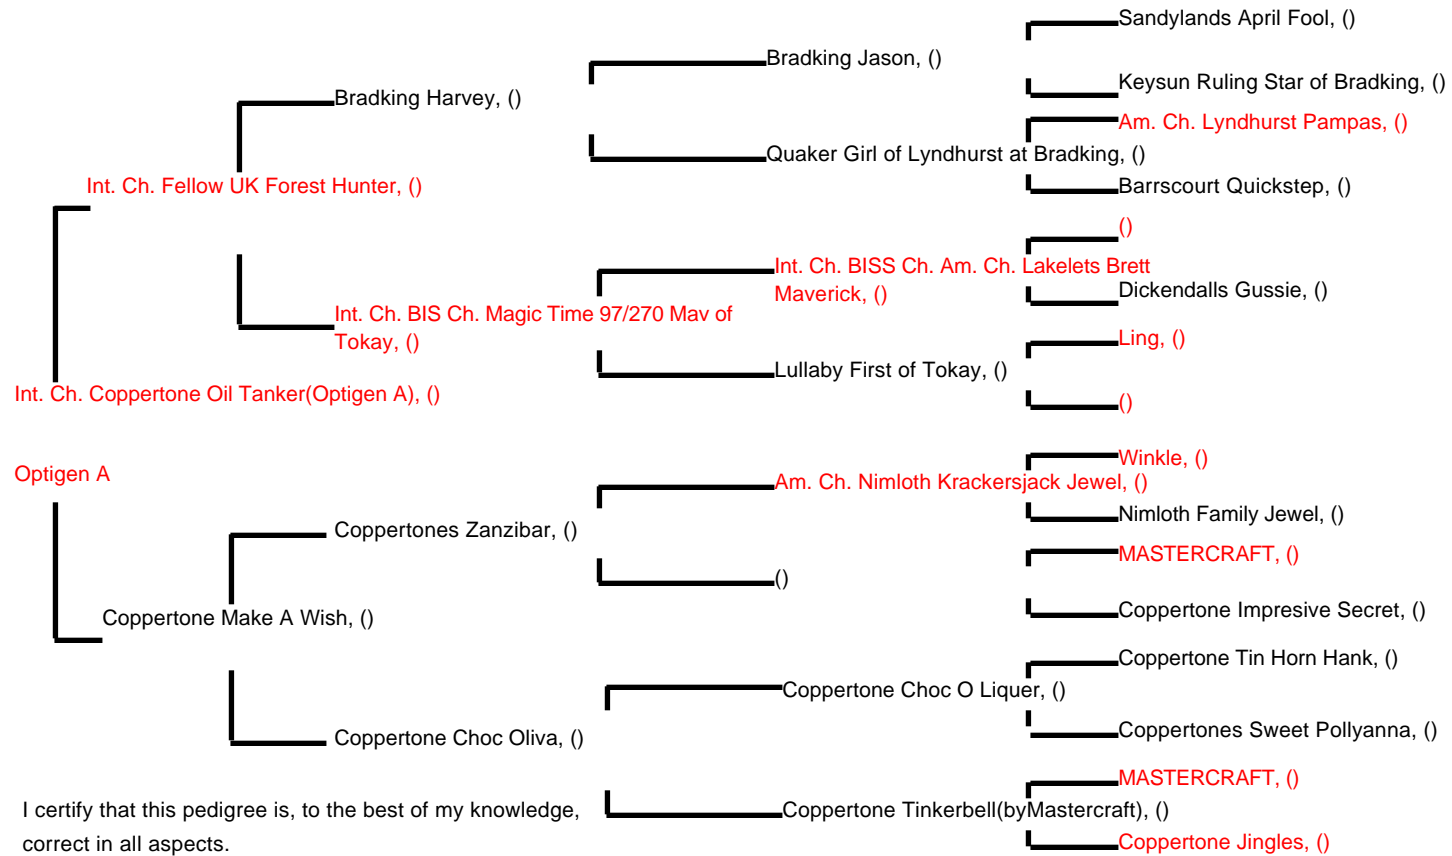 Sandylands April Fool, ()
Bradking Jason, ()
Keysun Ruling Star of Bradking, ()
Bradking Harvey, ()
Am. Ch. Lyndhurst Pampas, ()
Quaker Girl of Lyndhurst at Bradking, ()
Barrscourt Quickstep, ()
Int. Ch. Fellow UK Forest Hunter, ()
()
Int. Ch. BISS Ch. Am. Ch. Lakelets Brett
Maverick, ()
Dickendalls Gussie, ()
Int. Ch. BIS Ch. Magic Time 97/270 Mav of
Tokay, ()
Ling, ()
Lullaby First of Tokay, ()
()
Int. Ch. Coppertone Oil Tanker(Optigen A), ()
Optigen A
Winkle, ()
Am. Ch. Nimloth Krackersjack Jewel, ()
Nimloth Family Jewel, ()
Coppertones Zanzibar, ()
MASTERCRAFT, ()
()
Coppertone Impresive Secret, ()
Coppertone Make A Wish, ()
Coppertone Tin Horn Hank, ()
Coppertone Choc O Liquer, ()
Coppertones Sweet Pollyanna, ()
Coppertone Choc Oliva, ()
MASTERCRAFT, ()
Coppertone Tinkerbell(byMastercraft), ()
Coppertone Jingles, ()
I certify that this pedigree is, to the best of my knowledge,
correct in all aspects.